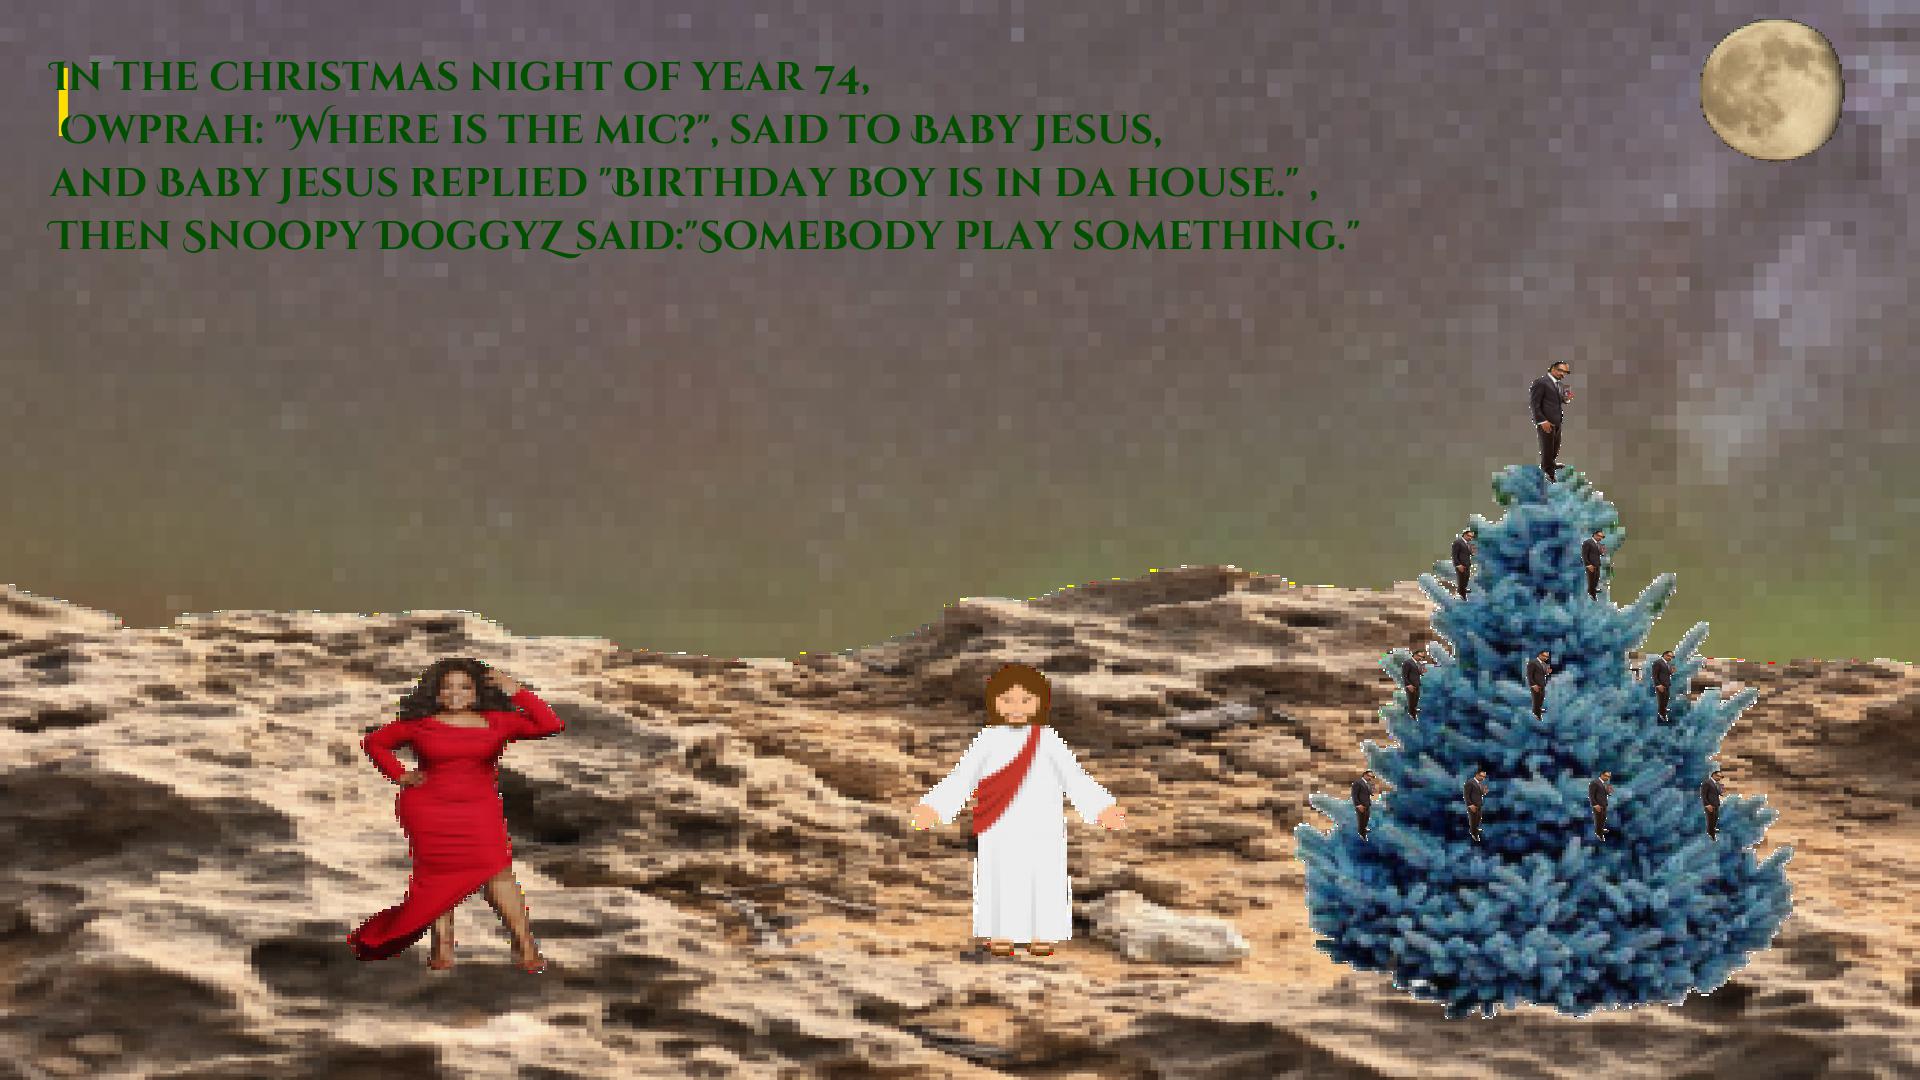 In the Christmas night of year 74,
Owprah: "Where is the mic?", said to Baby Jesus,
and Baby Jesus replied "Birthday boy is in da house." ,
Then Snoopy DoggyZ said:"Somebody play something."